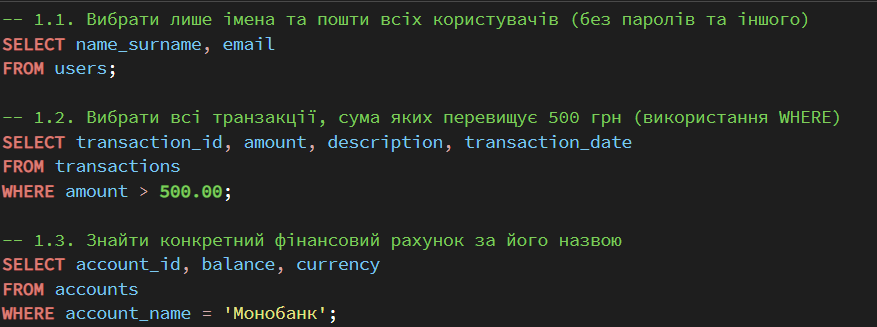 -- 1.1. Вибрати лише імена та пошти всіх користувачів (без паролів та іншого)
SELECT name_surname, email
FROM users;
-- 1.2. Вибрати всі транзакції, сума яких перевищує 500 грн (використання WHERE)
SELECT transaction_id, amount, description, transaction_date
FROM transactions
WHERE amount > 500.00;
-- 1.3. Знайти конкретний фінансовий рахунок за його назвою
SELECT account_id, balance, currency
FROM accounts
WHERE account_name = 'Монобанк';